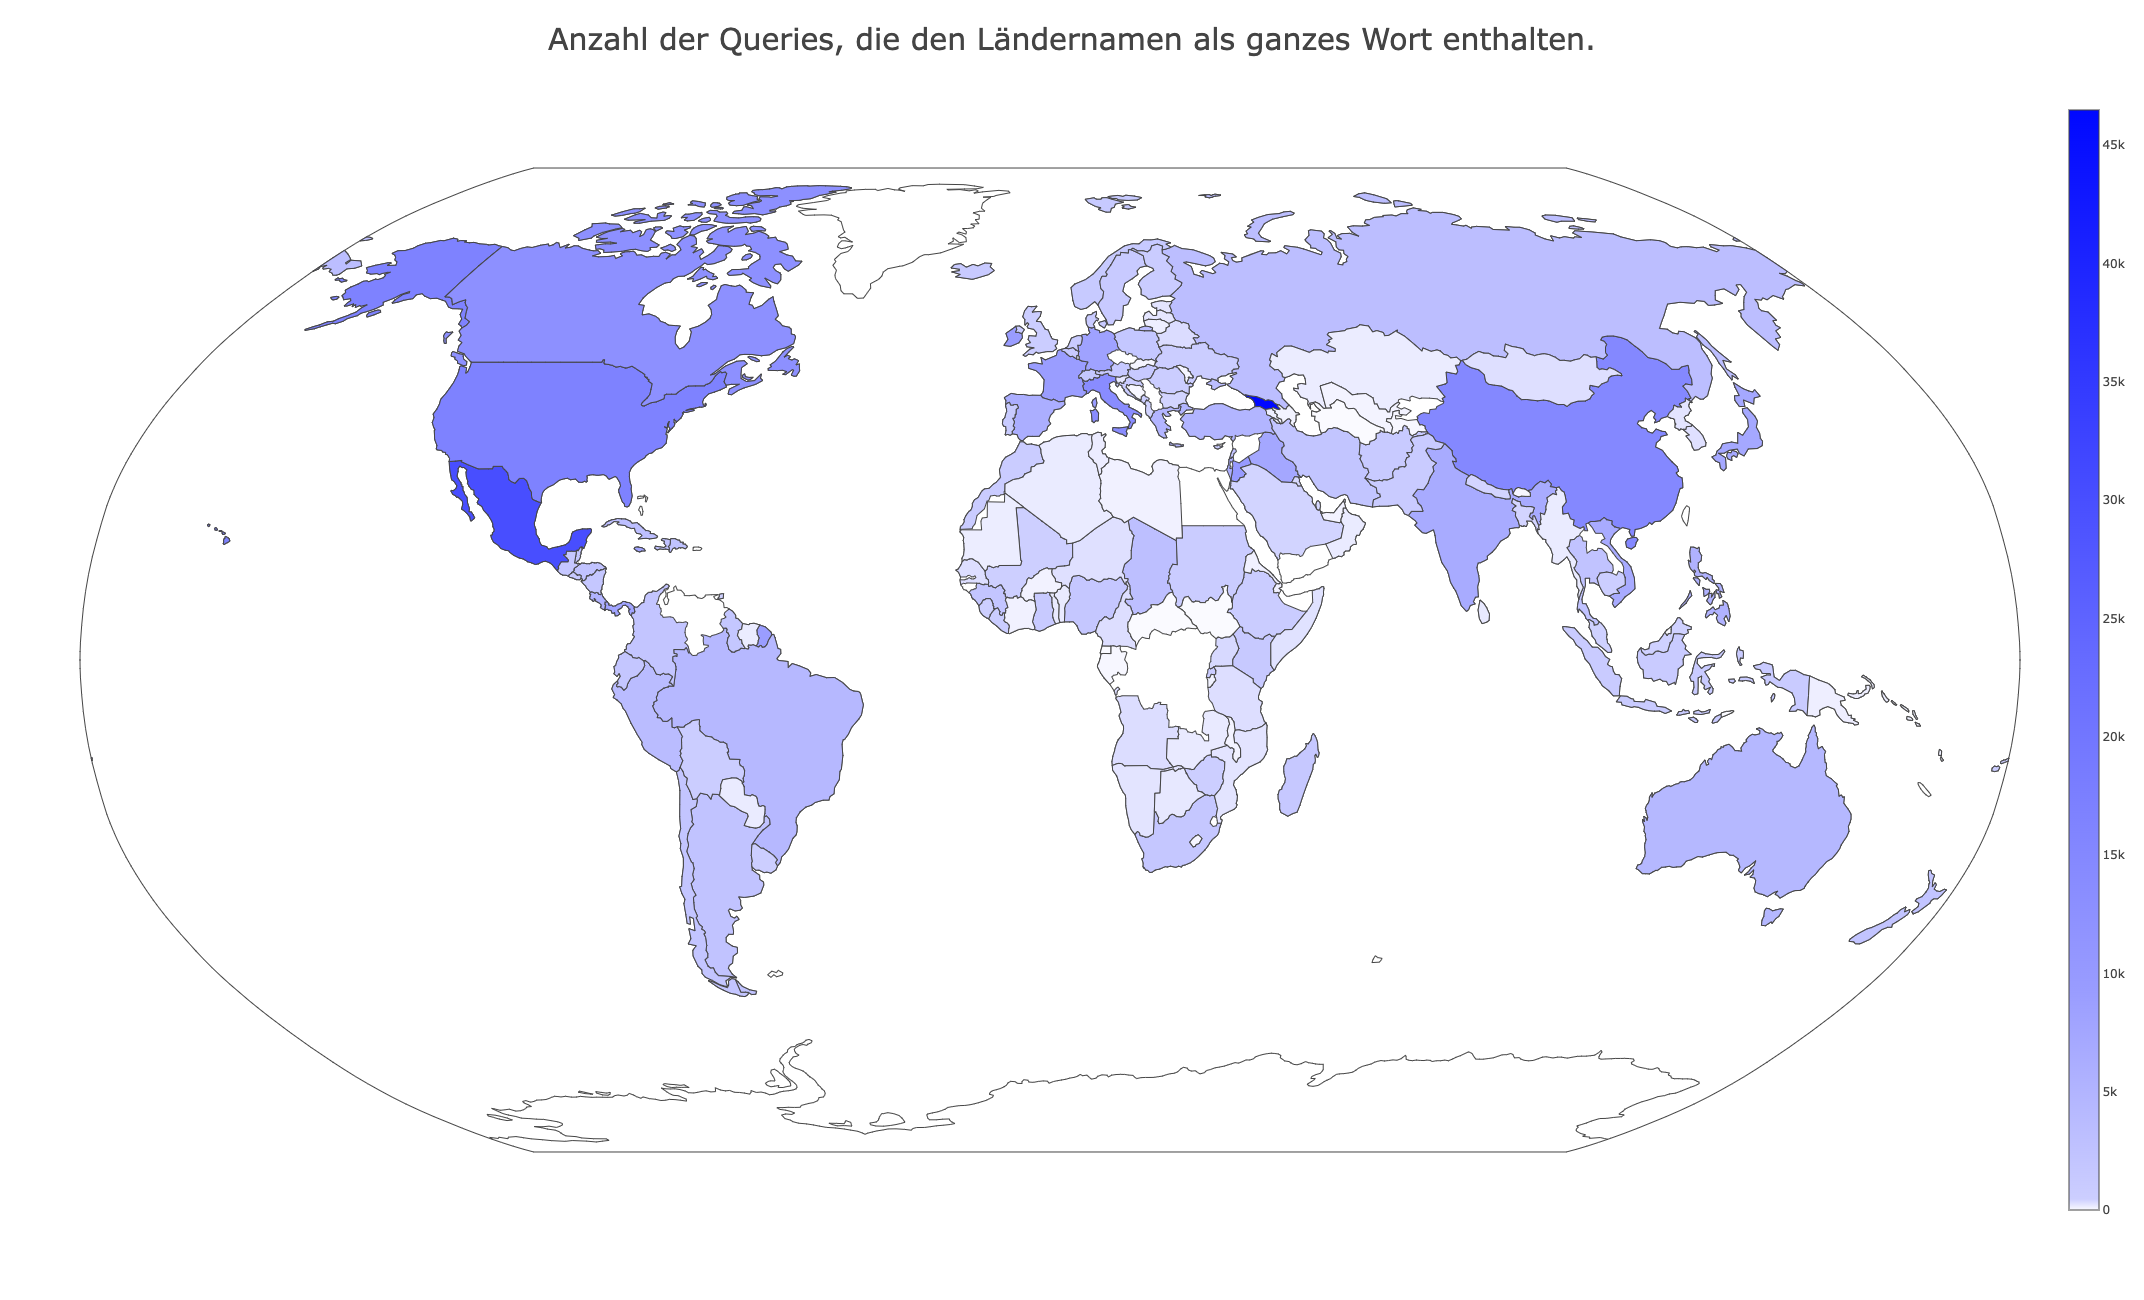 Anzahl der Queries, die den Ländernamen als ganzes Wort enthalten.
45k
40k
35k
30k
25k
20k
15k
10k
5k
0